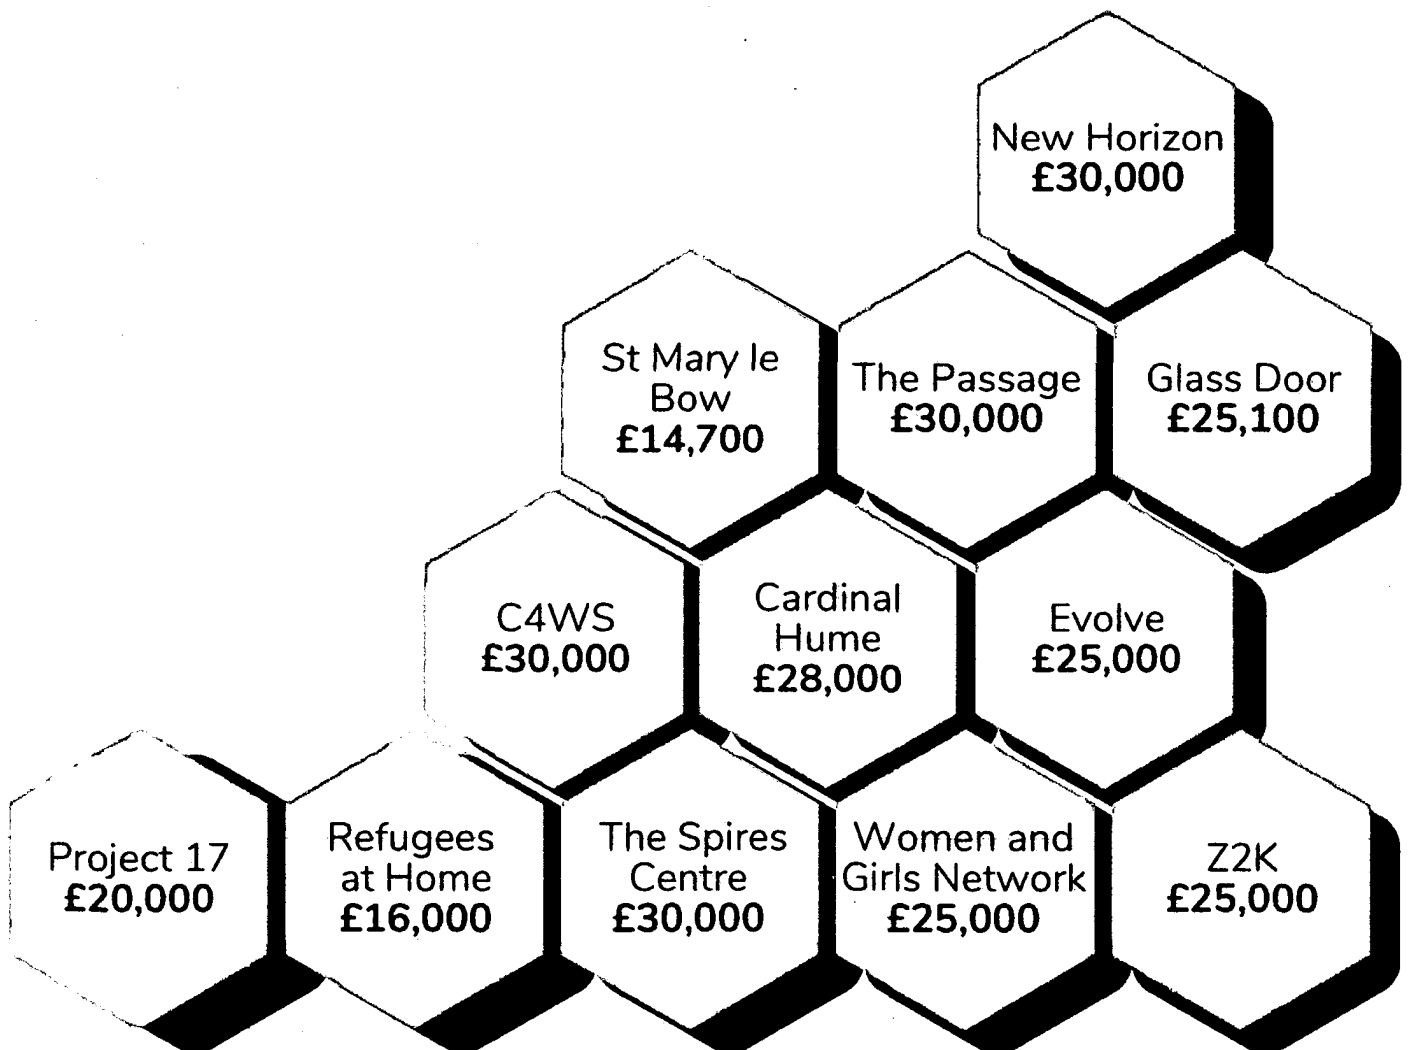 New Horizon
£30,000
St Mary le
Bow
£14,700
The Passage
£30,000
Glass Door
£25,100
C4WS
£30,000
Cardinal
Hume
£28,000
Evolve
£25,000
Project 17
£20,000
Refugees
at Home
£16,000
The Spires
Centre
£30,000
Women and
Girls Network
£25,000
Z2K
£25,000